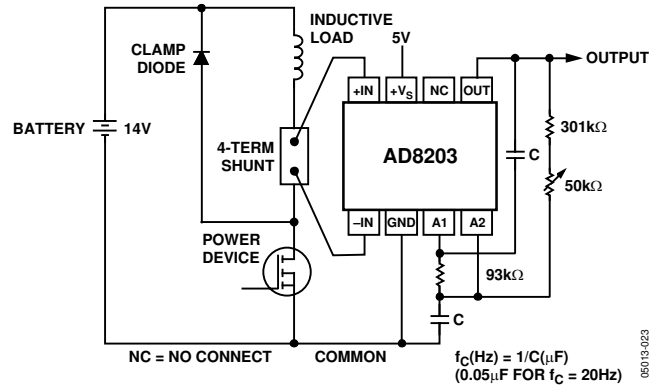 INDUCTIVE
LOAD
CLAMP
DIODE
5V
OUTPUT
+IN
+VS
NC
OUT
BATTERY
14V
4-TERM
SHUNT
AD8203
C
301kΩ
50kΩ
–IN
GND
A1
A2
POWER
DEVICE
93kΩ
C
NC = NO CONNECT
COMMON
fC(Hz) = 1/C(μF)
(0.05μF FOR fC = 20Hz)
05013-023